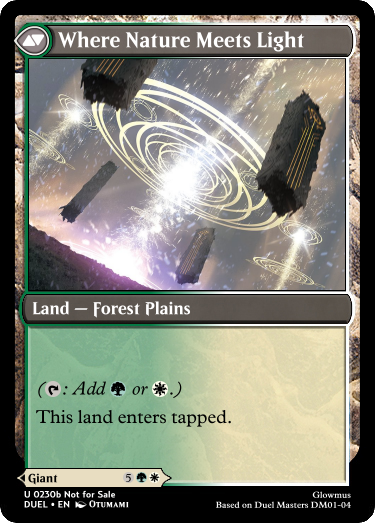 Where Nature Meets Light
Land — Forest Plains
(: Add or .)
This land enters tapped.
Giant 5
U 0230b Not for Sale Glowmus
DUEL • EN Otumami Based on Duel Masters DM01-04